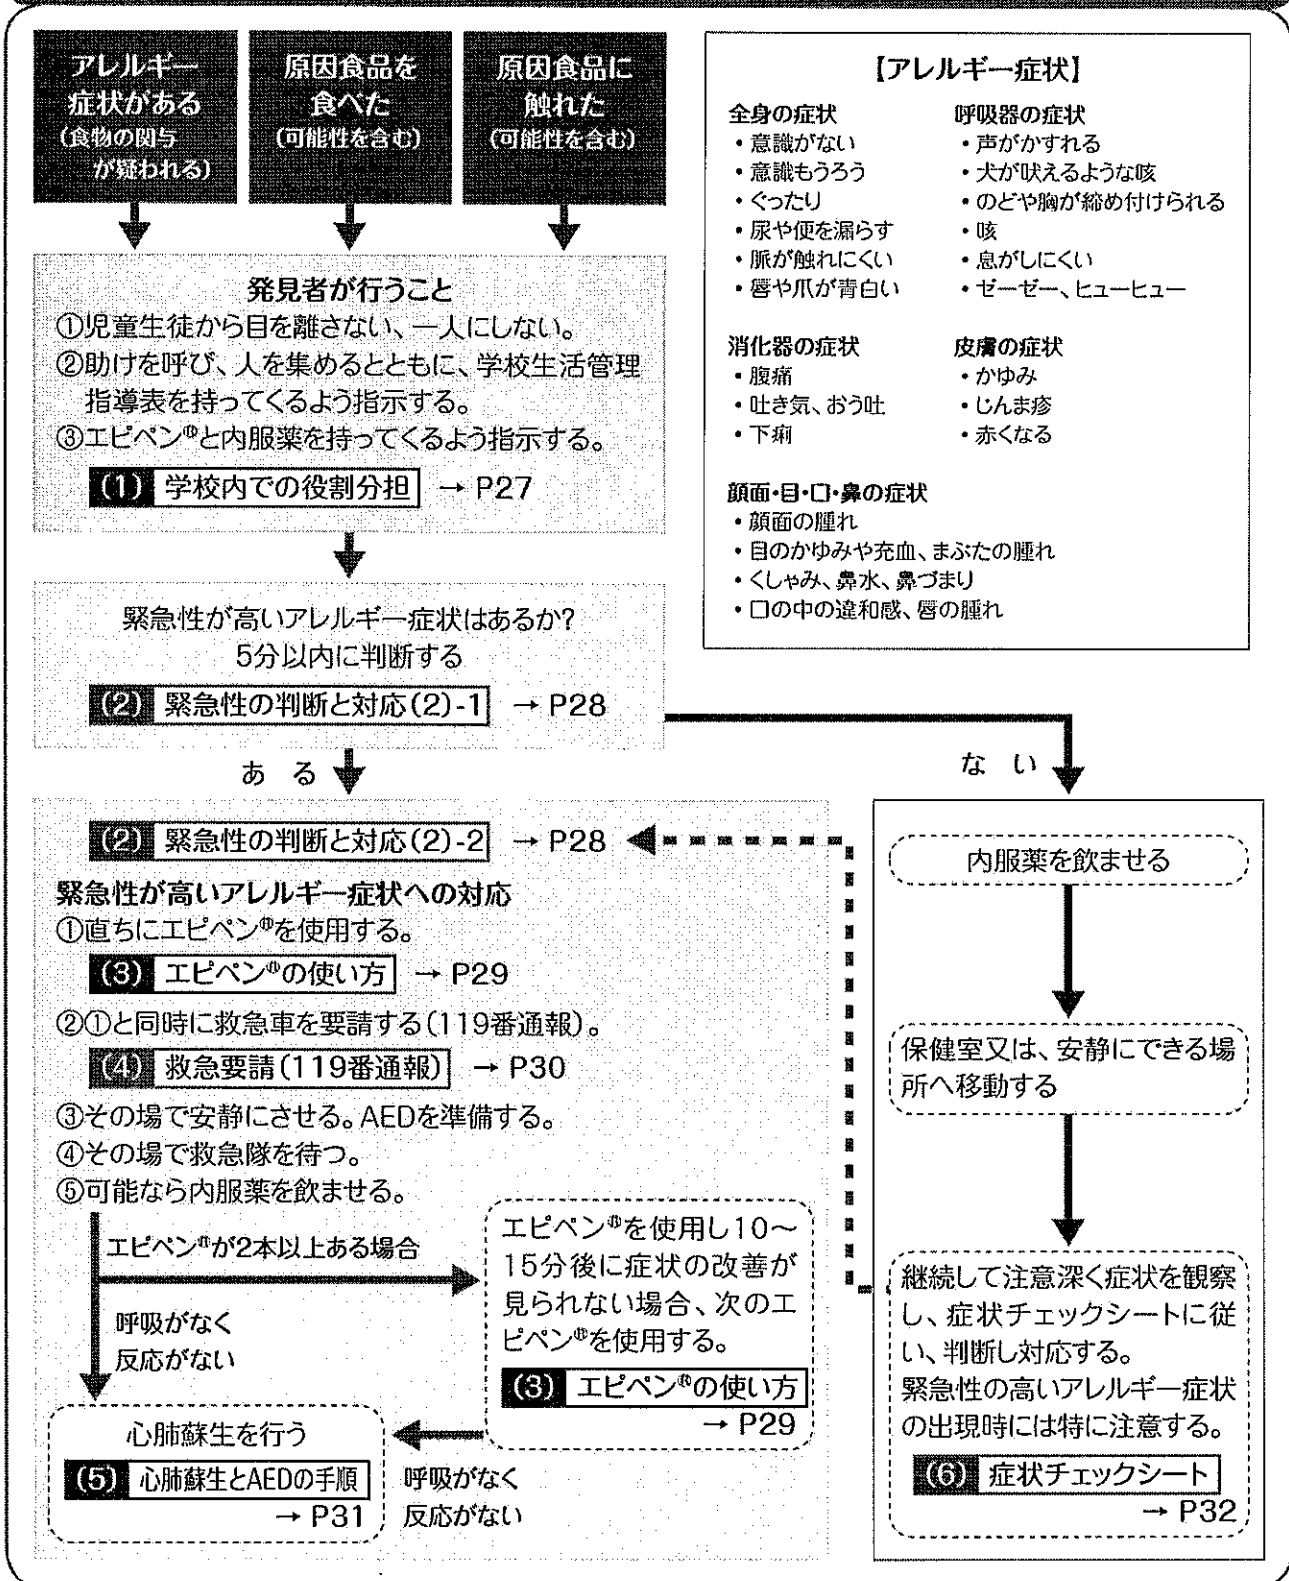 アレルギー
症状がある
(食物の関与
が疑われる)
原因食品を
食べた
(可能性を含む)
原因食品に
触れた
(可能性を含む)
【アレルギー症状】
全身の症状
・意識がない
・意識もうろう
・ぐったり
・尿や便を漏らす
・脈が触れにくい
・唇や爪が青白い
呼吸器の症状
・声がかすれる
・犬が吠えるような咳
・のどや胸が締め付けられる
・咳
・息がしにくい
・ゼーゼー、ヒューヒュー
消化器の症状
・腹痛
・吐き気、おう吐
・下痢
皮膚の症状
・かゆみ
・じんま疹
・赤くなる
顔面・目・口・鼻の症状
・顔面の腫れ
・目のかゆみや充血、まぶたの腫れ
・くしゃみ、鼻水、鼻づまり
・口の中の違和感、唇の腫れ
発見者が行うこと
①児童生徒から目を離さない、一人にしない。
②助けを呼び、人を集めるとともに、学校生活管理
指導表を持ってくるよう指示する。
③エピペン®と内服薬を持ってくるよう指示する。
(1) 学校内での役割分担 → P27
緊急性が高いアレルギー症状はあるか?
5分以内に判断する
(2) 緊急性の判断と対応(2)-1 → P28
ある
ない
(2) 緊急性の判断と対応(2)-2 → P28
緊急性が高いアレルギー症状への対応
①直ちにエピペン®を使用する。
(3) エピペン®の使い方 → P29
②①と同時に救急車を要請する(119番通報)。
(4) 救急要請(119番通報) → P30
③その場で安静にさせる。AEDを準備する。
④その場で救急隊を待つ。
⑤可能なら内服薬を飲ませる。
エピペン®が2本以上ある場合
呼吸がなく
反応がない
エピペン®を使用し10〜
15分後に症状の改善が
見られない場合、次のエ
ピペン®を使用する。
(3) エピペン®の使い方
→ P29
心肺蘇生を行う
(5) 心肺蘇生とAEDの手順
→ P31
呼吸がなく
反応がない
内服薬を飲ませる
保健室又は、安静にできる場
所へ移動する
継続して注意深く症状を観察
し、症状チェックシートに従
い、判断し対応する。
緊急性の高いアレルギー症状
の出現時には特に注意する。
(6) 症状チェックシート
→ P32